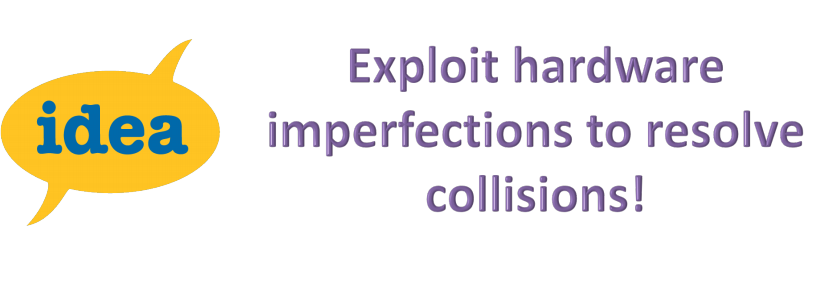 idea
Exploit hardware
imperfections to resolve
collisions!